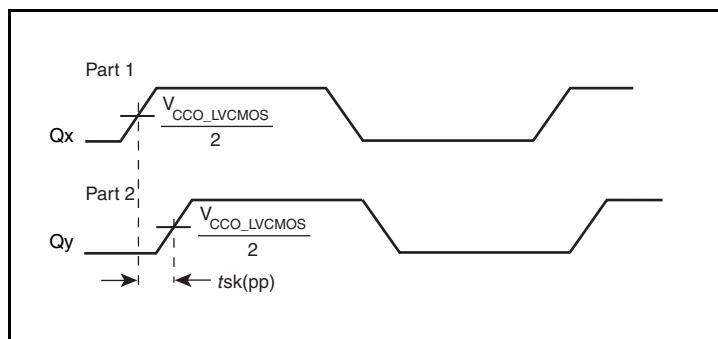 Part 1
V
CCO_LVCMOS
2
Qx
Part 2
V
CCO_LVCMOS
2
Qy
tsk(pp)